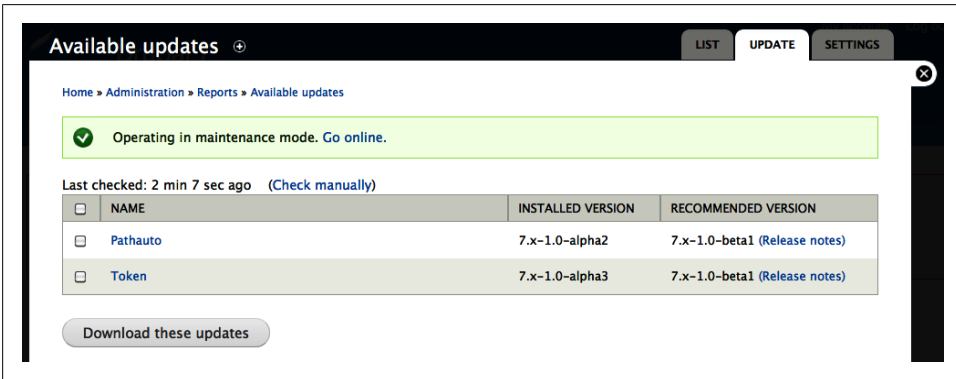 Available updates
LIST UPDATE SETTINGS
Home » Administration » Reports » Available updates
Operating in maintenance mode. Go online.
Last checked: 2 min 7 sec ago (Check manually)
NAME INSTALLED VERSION RECOMMENDED VERSION
Pathauto 7.x-1.0-alpha2 7.x-1.0-beta1 (Release notes)
Token 7.x-1.0-alpha3 7.x-1.0-beta1 (Release notes)
Download these updates